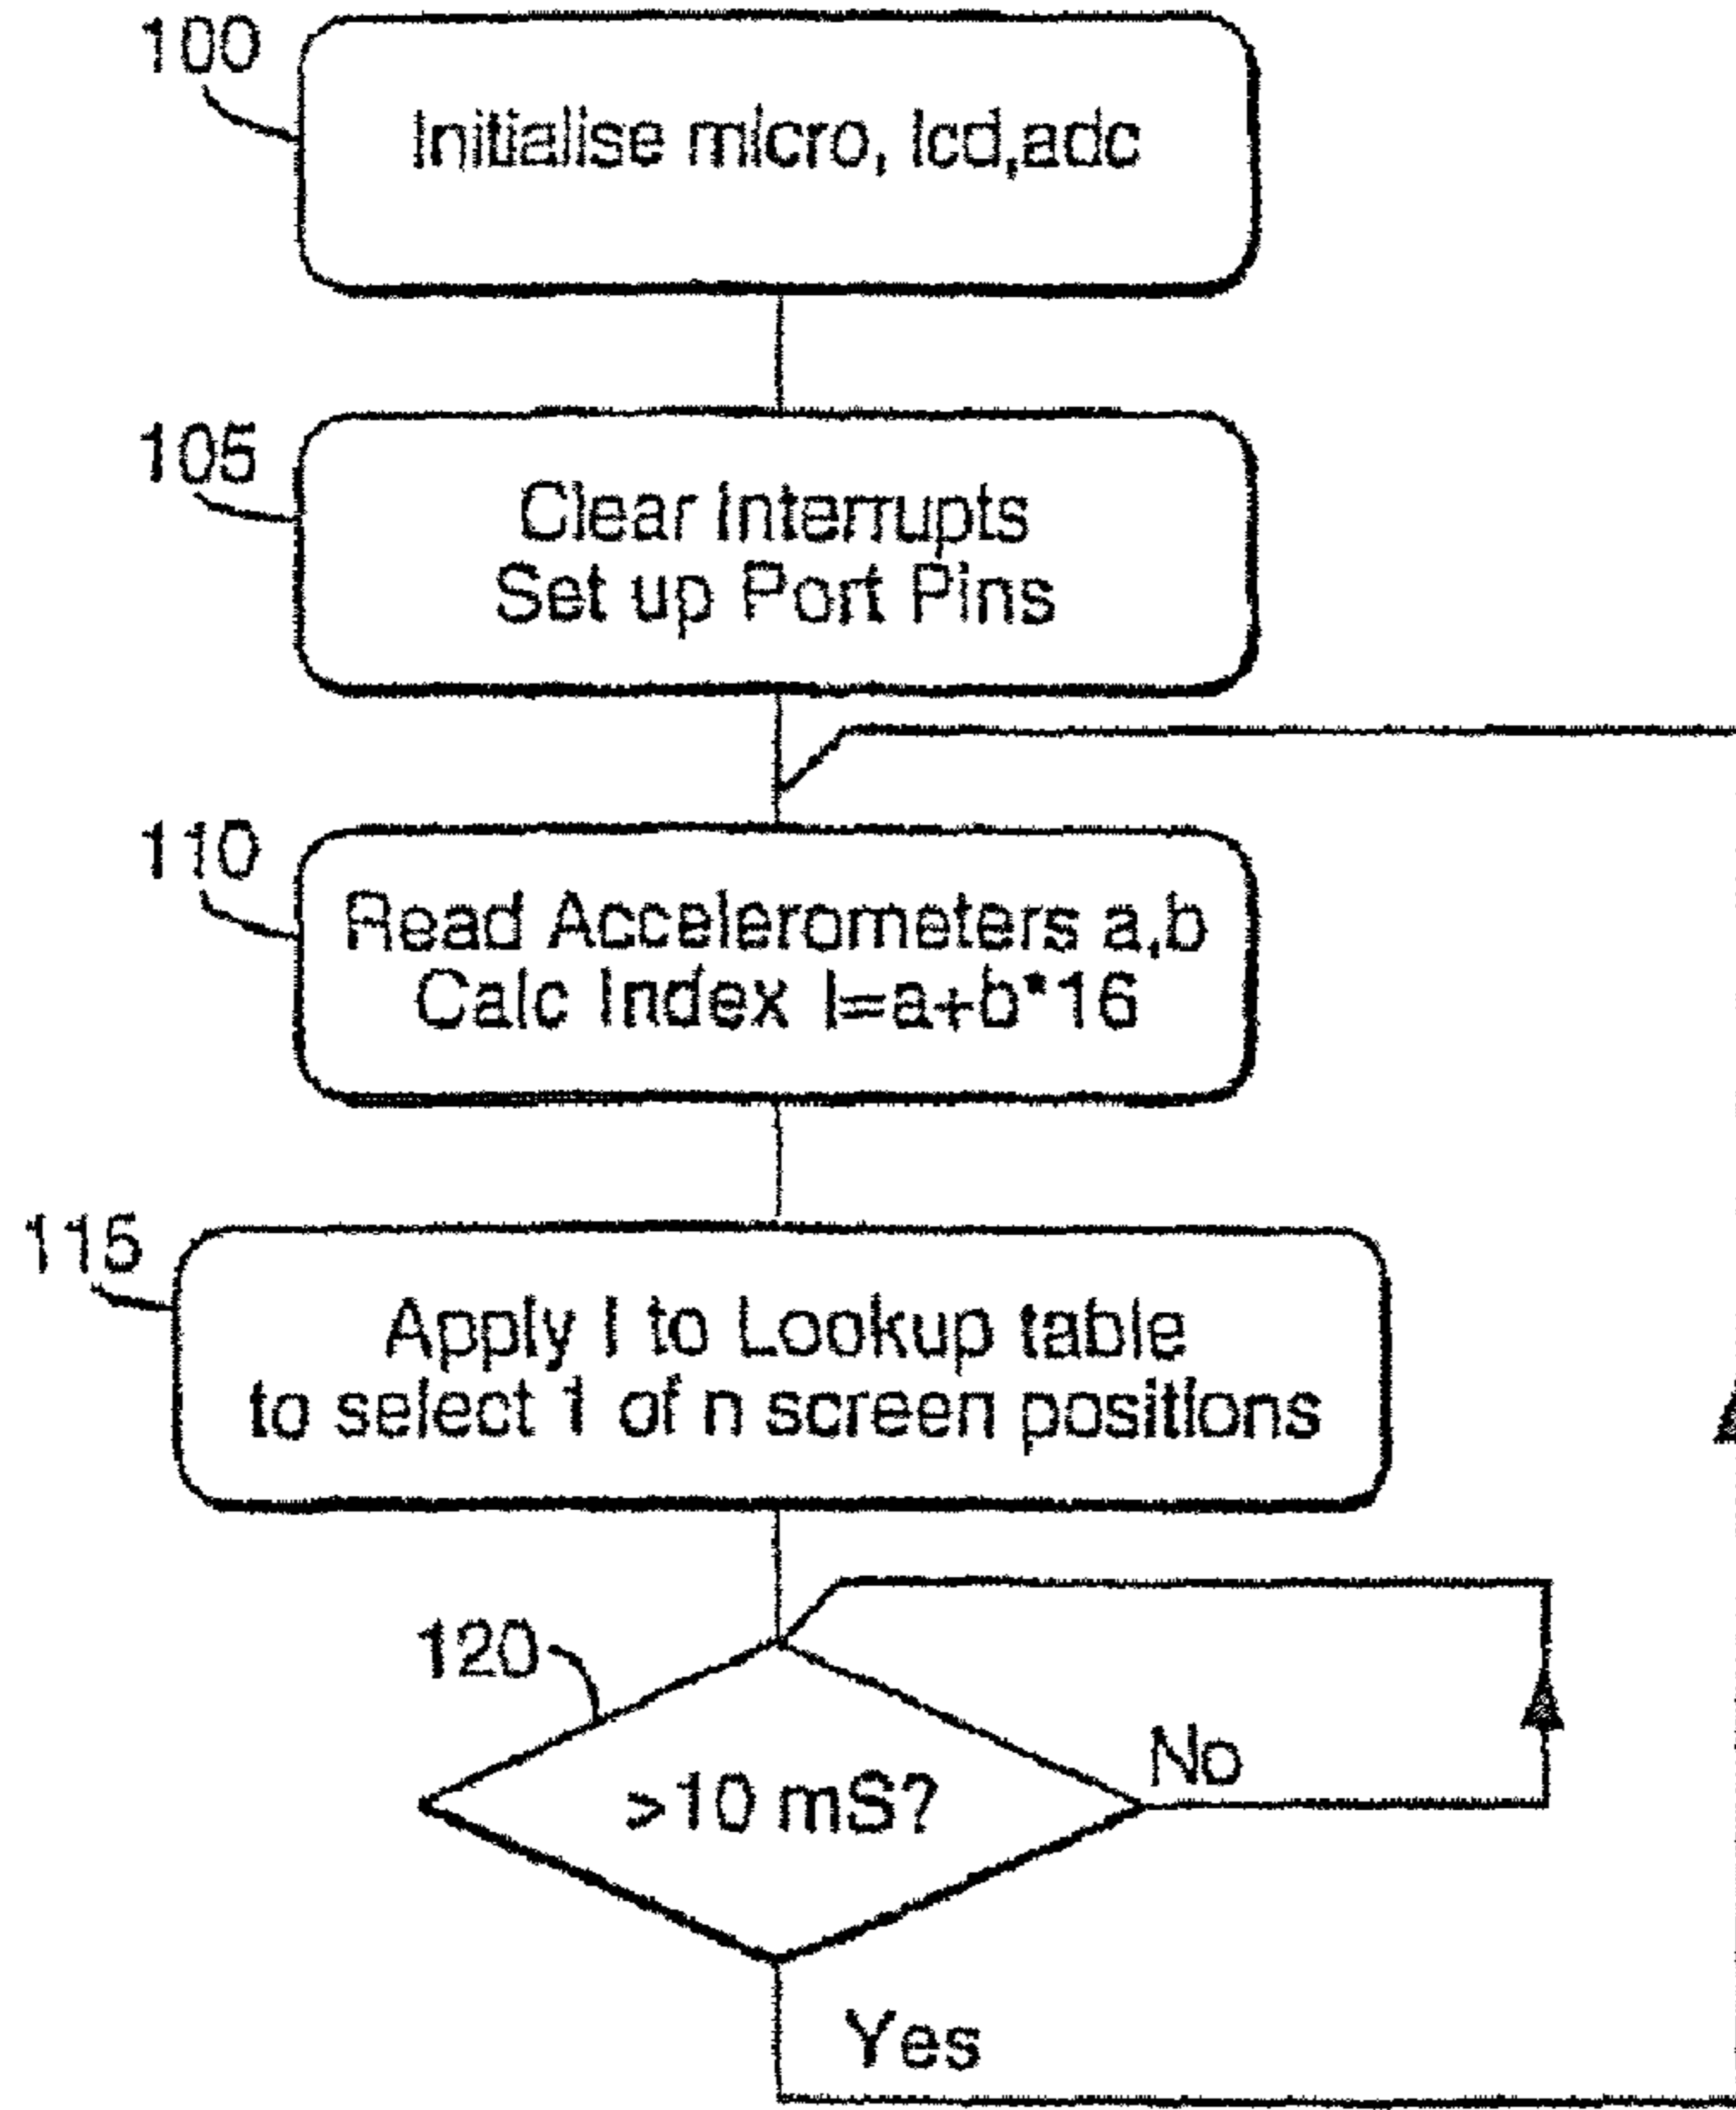 100
Initialise micro, lcd,adc
105
Clear Interrupts
Set up Port Pins
110
Read Accelerometers a,b
Calc Index I=a+b*16
115
Apply I to Lookup table
to select 1 of n screen positions
120
>10 mS?
No
Yes